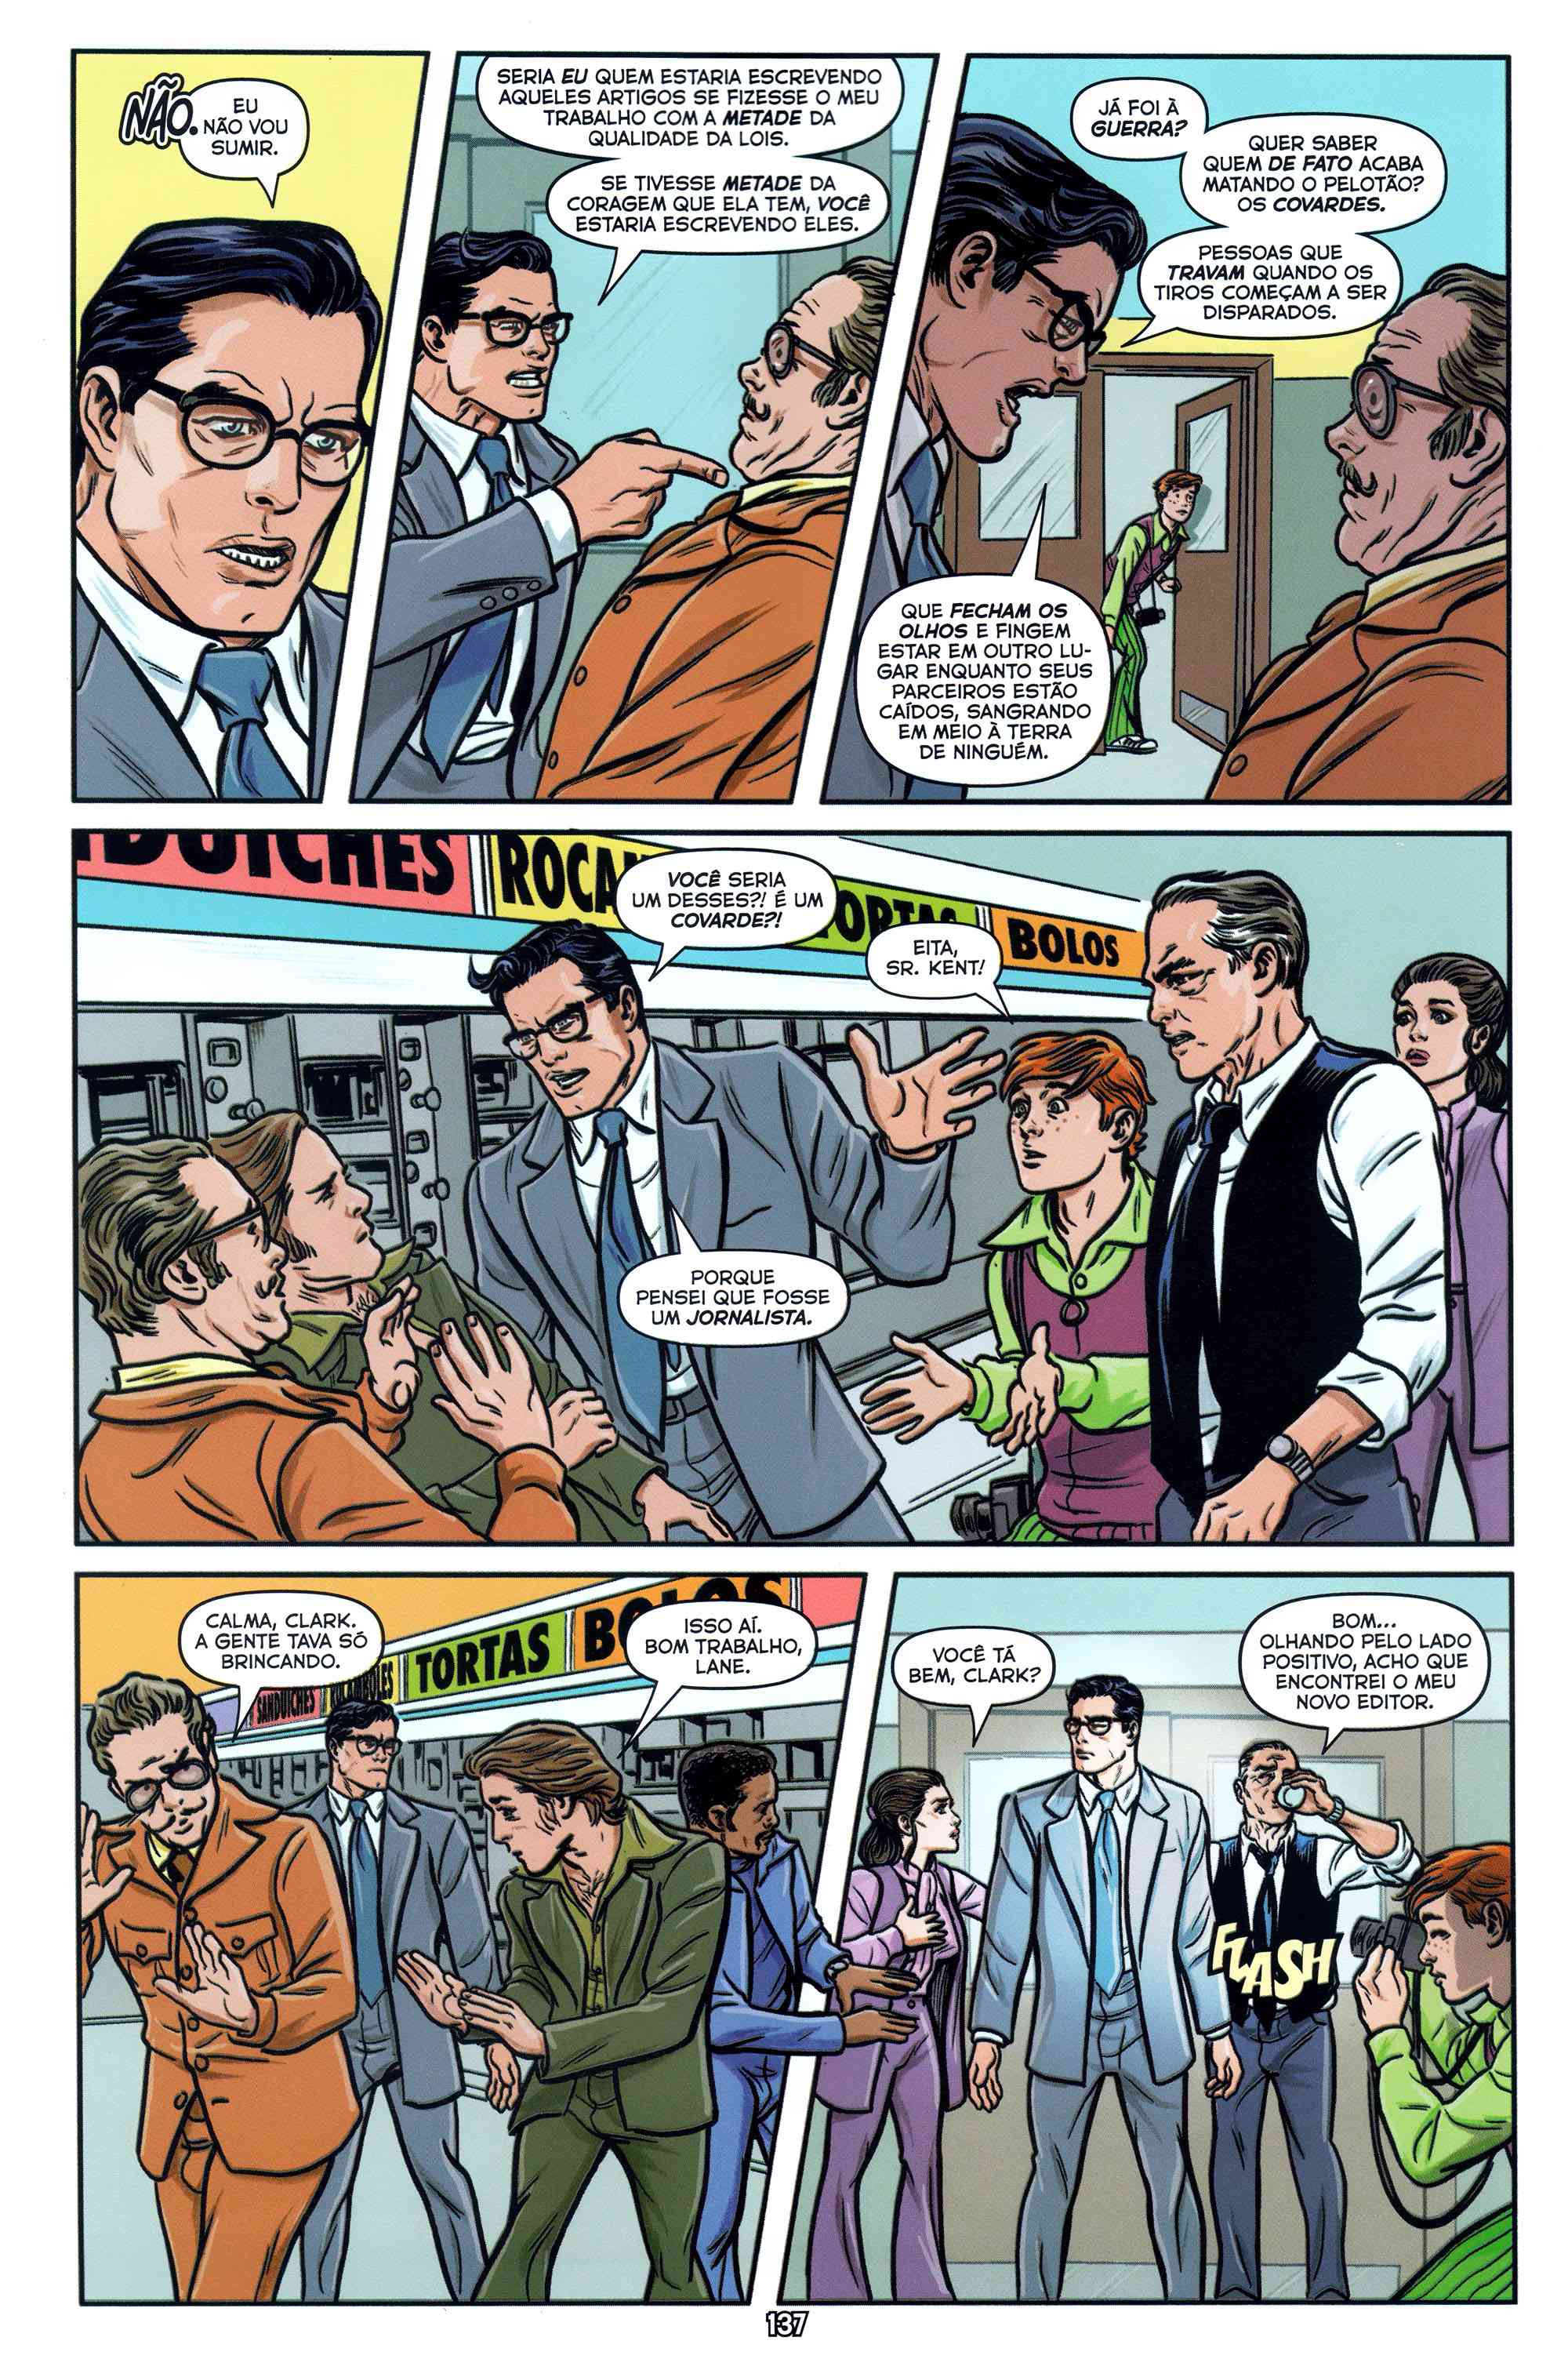 NÃO.
EU
NÃO VOU
SUMIR.
SERIA EU QUEM ESTARIA ESCREVENDO
AQUELES ARTIGOS SE FIZESSE O MEU
TRABALHO COM A METADE DA
QUALIDADE DA LOIS.
SE TIVESSE METADE DA
CORAGEM QUE ELA TEM, VOCÊ
ESTARIA ESCREVENDO ELES.
JÁ FOI À
GUERRA?
QUER SABER
QUEM DE FATO ACABA
MATANDO O PELOTÃO?
OS COVARDES.
PESSOAS QUE
TRAVAM QUANDO OS
TIROS COMEÇAM A SER
DISPARADOS.
QUE FECHAM OS
OLHOS E FINGEM
ESTAR EM OUTRO LU-
GAR ENQUANTO SEUS
PARCEIROS ESTÃO
CAÍDOS, SANGRANDO
EM MEIO À TERRA
DE NINGUÉM.
DUICHES
ROCA
TORTAS
BOLOS
VOCÊ SERIA
UM DESSES?! É UM
COVARDE?!
EITA,
SR. KENT!
PORQUE
PENSEI QUE FOSSE
UM JORNALISTA.
CALMA, CLARK.
A GENTE TAVA SÓ
BRINCANDO.
ISSO AÍ.
BOM TRABALHO,
LANE.
SANDUICHES
ROCAMBOLES
TORTAS
BOLOS
VOCÊ TÁ
BEM, CLARK?
BOM...
OLHANDO PELO LADO
POSITIVO, ACHO QUE
ENCONTREI O MEU
NOVO EDITOR.
FLASH
137